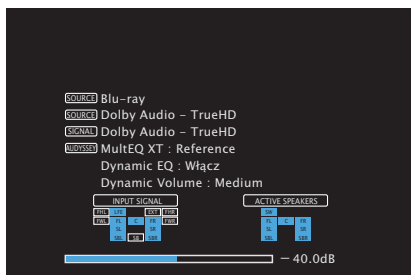 SOURCE Blu-ray
SOURCE Dolby Audio - TrueHD
SIGNAL Dolby Audio - TrueHD
AUDYSSEY MultEQ XT : Reference
Dynamic EQ : Włącz
Dynamic Volume : Medium
INPUT SIGNAL ACTIVE SPEAKERS
FHL LFE EXT FHR SW
FWL FL C FR FWR FL C FR
SL SR SL SR
SBL SB SBR SBL SBR
- 40.0dB